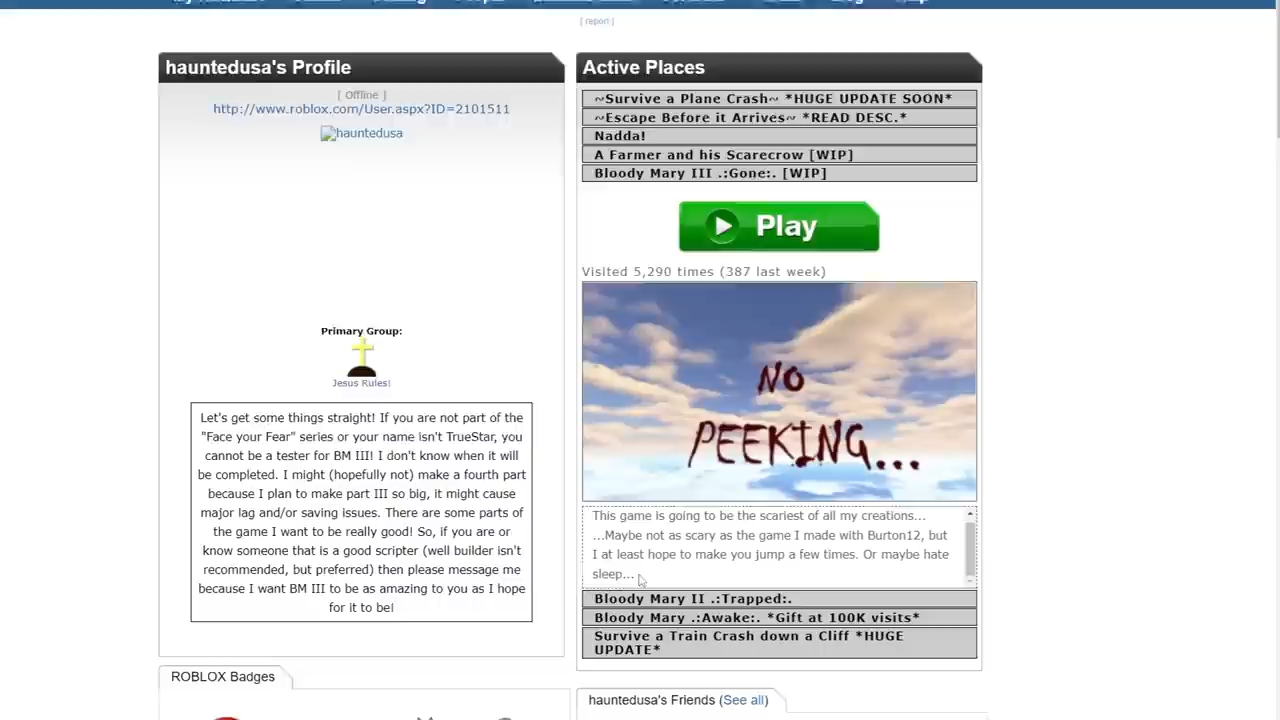 [ report ]
hauntedusa's Profile
[ Offline ]
http://www.roblox.com/User.aspx?ID=2101511
hauntedusa
Primary Group:
Jesus Rules!
Let's get some things straight! If you are not part of the
"Face your Fear" series or your name isn't TrueStar, you
cannot be a tester for BM III! I don't know when it will
be completed. I might (hopefully not) make a fourth part
because I plan to make part III so big, it might cause
major lag and/or saving issues. There are some parts of
the game I want to be really good! So, if you are or
know someone that is a good scripter (well builder isn't
recommended, but preferred) then please message me
because I want BM III to be as amazing to you as I hope
for it to be!
ROBLOX Badges
Active Places
~Survive a Plane Crash~ *HUGE UPDATE SOON*
~Escape Before it Arrives~ *READ DESC.*
Nadda!
A Farmer and his Scarecrow [WIP]
Bloody Mary III .:Gone:. [WIP]
Play
Visited 5,290 times (387 last week)
NO
PEEKING...
This game is going to be the scariest of all my creations...
...Maybe not as scary as the game I made with Burton12, but
I at least hope to make you jump a few times. Or maybe hate
sleep...
Bloody Mary II .:Trapped:.
Bloody Mary .:Awake:. *Gift at 100K visits*
Survive a Train Crash down a Cliff *HUGE
UPDATE*
hauntedusa's Friends (See all)